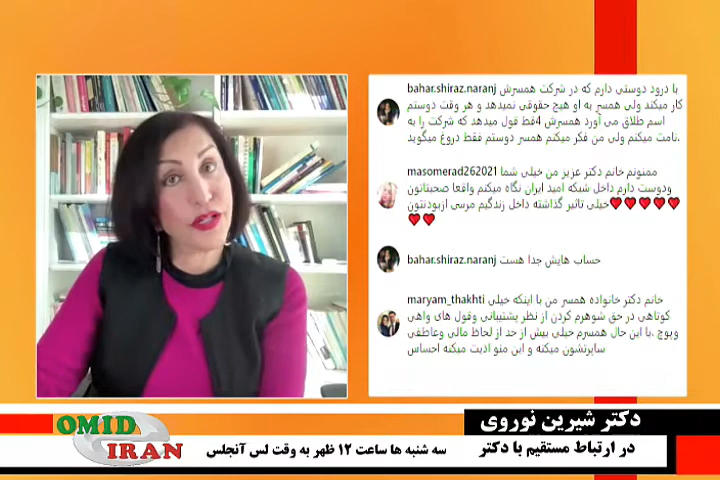 bahar.shiraz.naranj با درود دوستی دارم که در شرکت همسرش
کار میکند ولی همسر به او هیچ حقوقی نمیدهد و هر وقت دوستم
اسم طلاق می آورد همسرش 4قط قول میدهد که شرکت را به
نامت میکنم ولی من فکر میکنم همسر دوستم فقط دروغ میگوید.
masomerad262021 ممنونم خانم دکتر عزیز من خیلی شما
ودوست دارم داخل شبکه امید ایران نگاه میکنم واقعا صحبتاتون
خیلی تاثیر گذاشته داخل زندگیم مرسی ازبودنتون❤️❤️❤️❤️❤️
❤️❤️
bahar.shiraz.naranj حساب هایش جدا هست
maryam_thakhti خانم دکتر خانواده همسر من با اینکه خیلی
کوتاهی در حق شوهرم کردن از نظر پشتیبانی وقول های واهی
وپوچ ،با این حال همسرم خیلی بیش از حد از لحاظ مالی وعاطفی
ساپرتشون میکنه و این منو اذیت میکنه احساس
دکتر شیرین نوروی
در ارتباط مستقیم با دکتر
سه شنبه ها ساعت ۱۲ ظهر به وقت لس آنجلس
OMID
IRAN